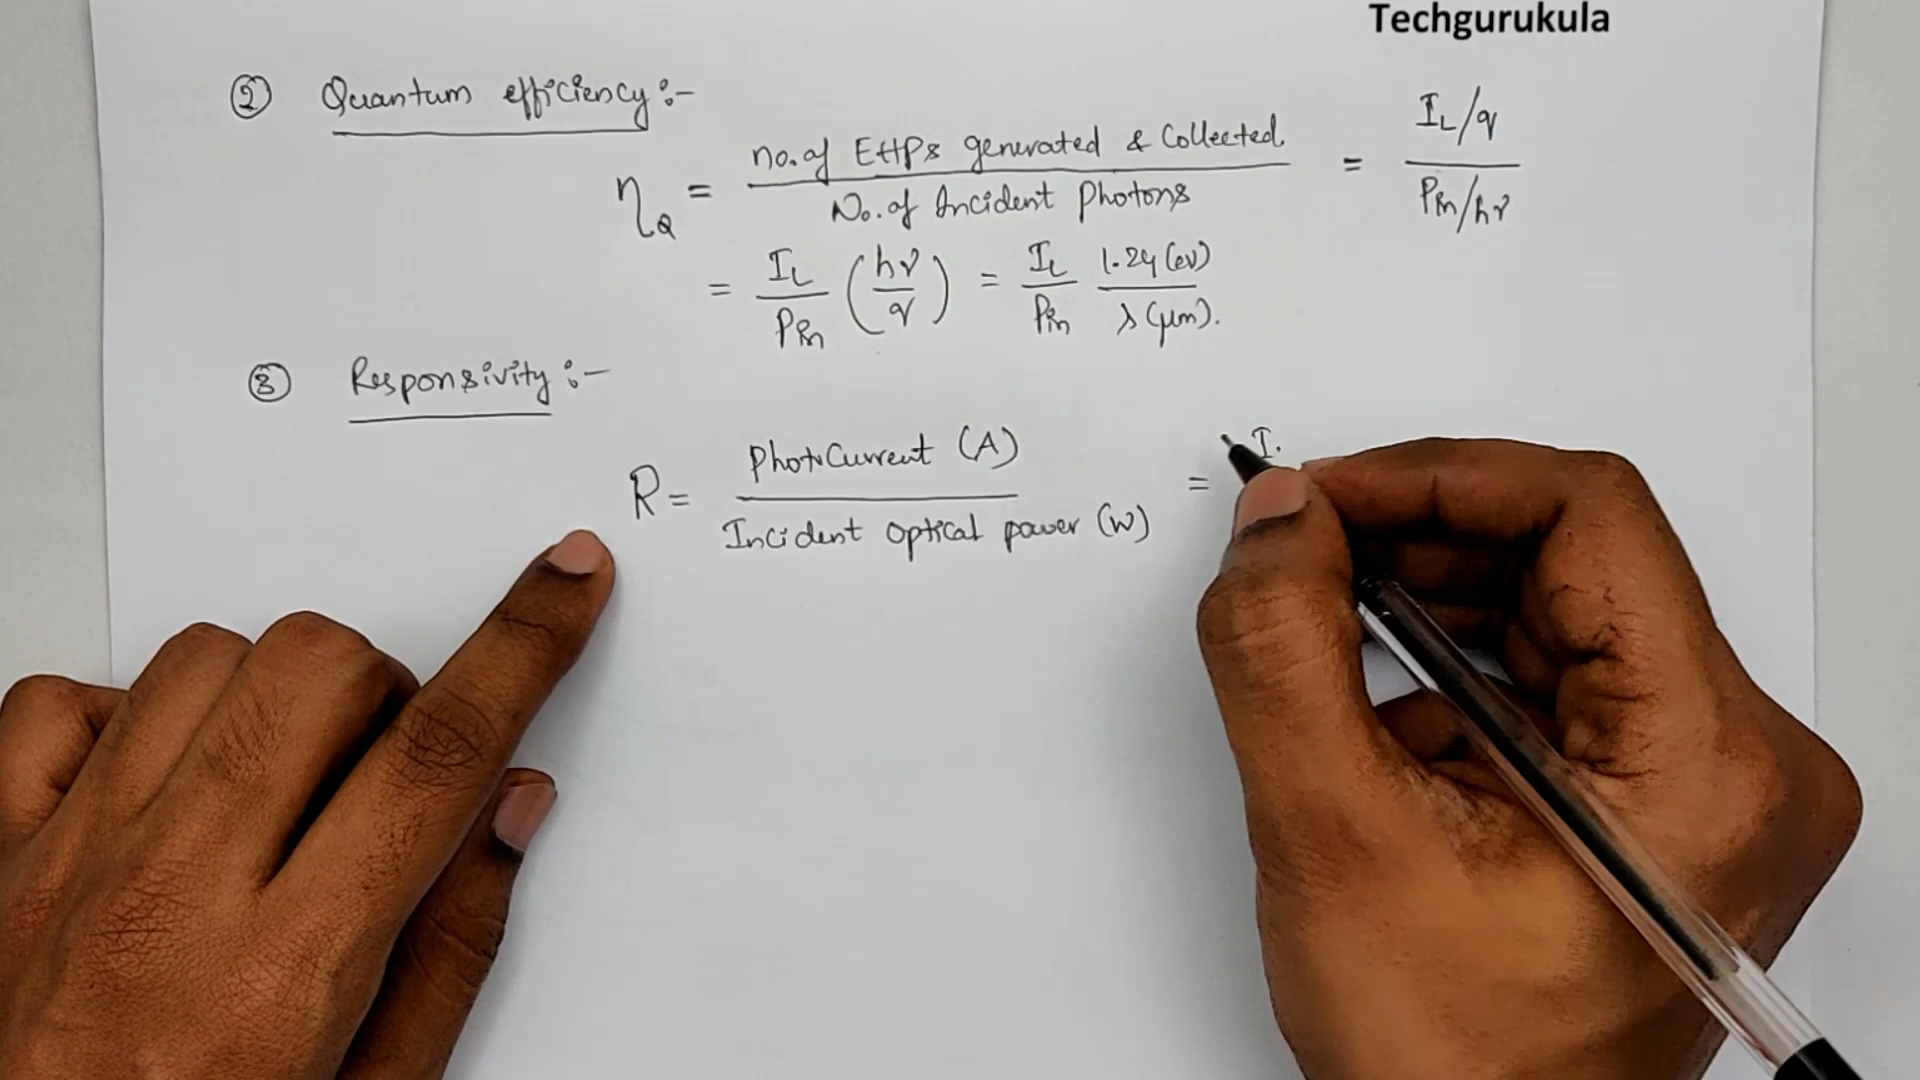 Techgurukula
② Quantum efficiency :-
η_Q = no. of EHPs generated & Collected / No. of Incident Photons = I_L/q / P_in/hν
= I_L / P_in (hν / q) = I_L / P_in 1.24 (ev) / λ (μm).
③ Responsivity :-
R = PhotoCurrent (A) / Incident Optical power (W) = I